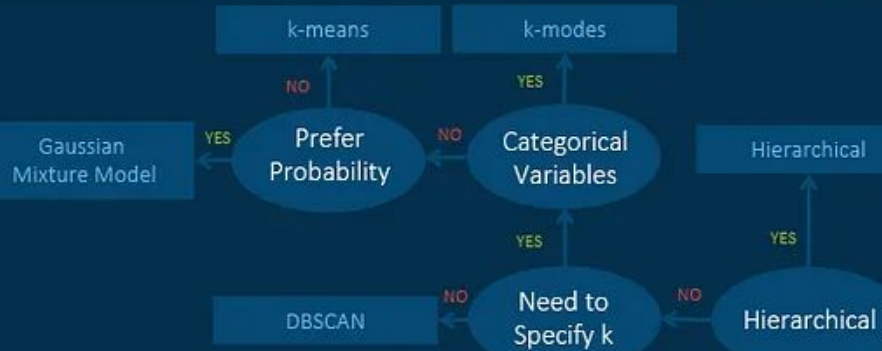 k-means
k-modes
NO
YES
Gaussian
Mixture Model
YES
Prefer
Probability
NO
Categorical
Variables
Hierarchical
YES
YES
DBSCAN
NO
Need to
Specify k
NO
Hierarchical